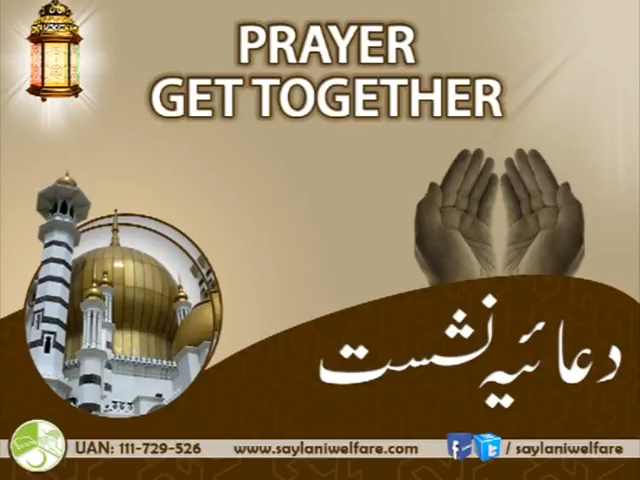 PRAYER
GET TOGETHER
دعائیہ نشست
UAN: 111-729-526 www.saylaniwelfare.com / saylaniwelfare